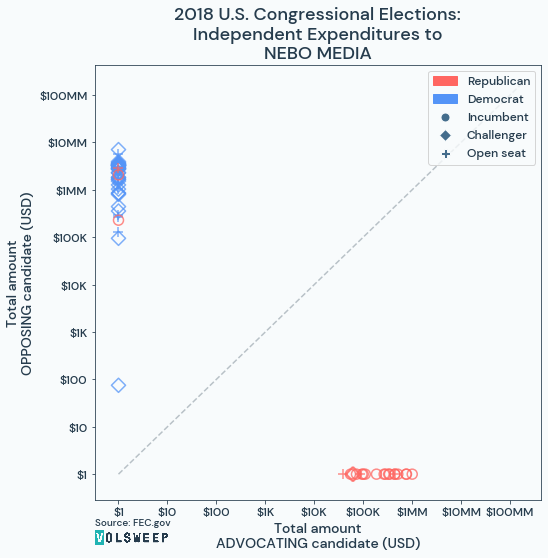 2018 U.S. Congressional Elections:
Independent Expenditures to
NEBO MEDIA
Republican
Democrat
Incumbent
Challenger
Open seat
Total amount
OPPOSING candidate (USD)
$100MM
$10MM
$1MM
$100K
$10K
$1K
$100
$10
$1
$1
$10
$100
$1K
$10K
$100K
$1MM
$10MM
$100MM
Total amount
ADVOCATING candidate (USD)
Source: FEC.gov
VOLSWEEP